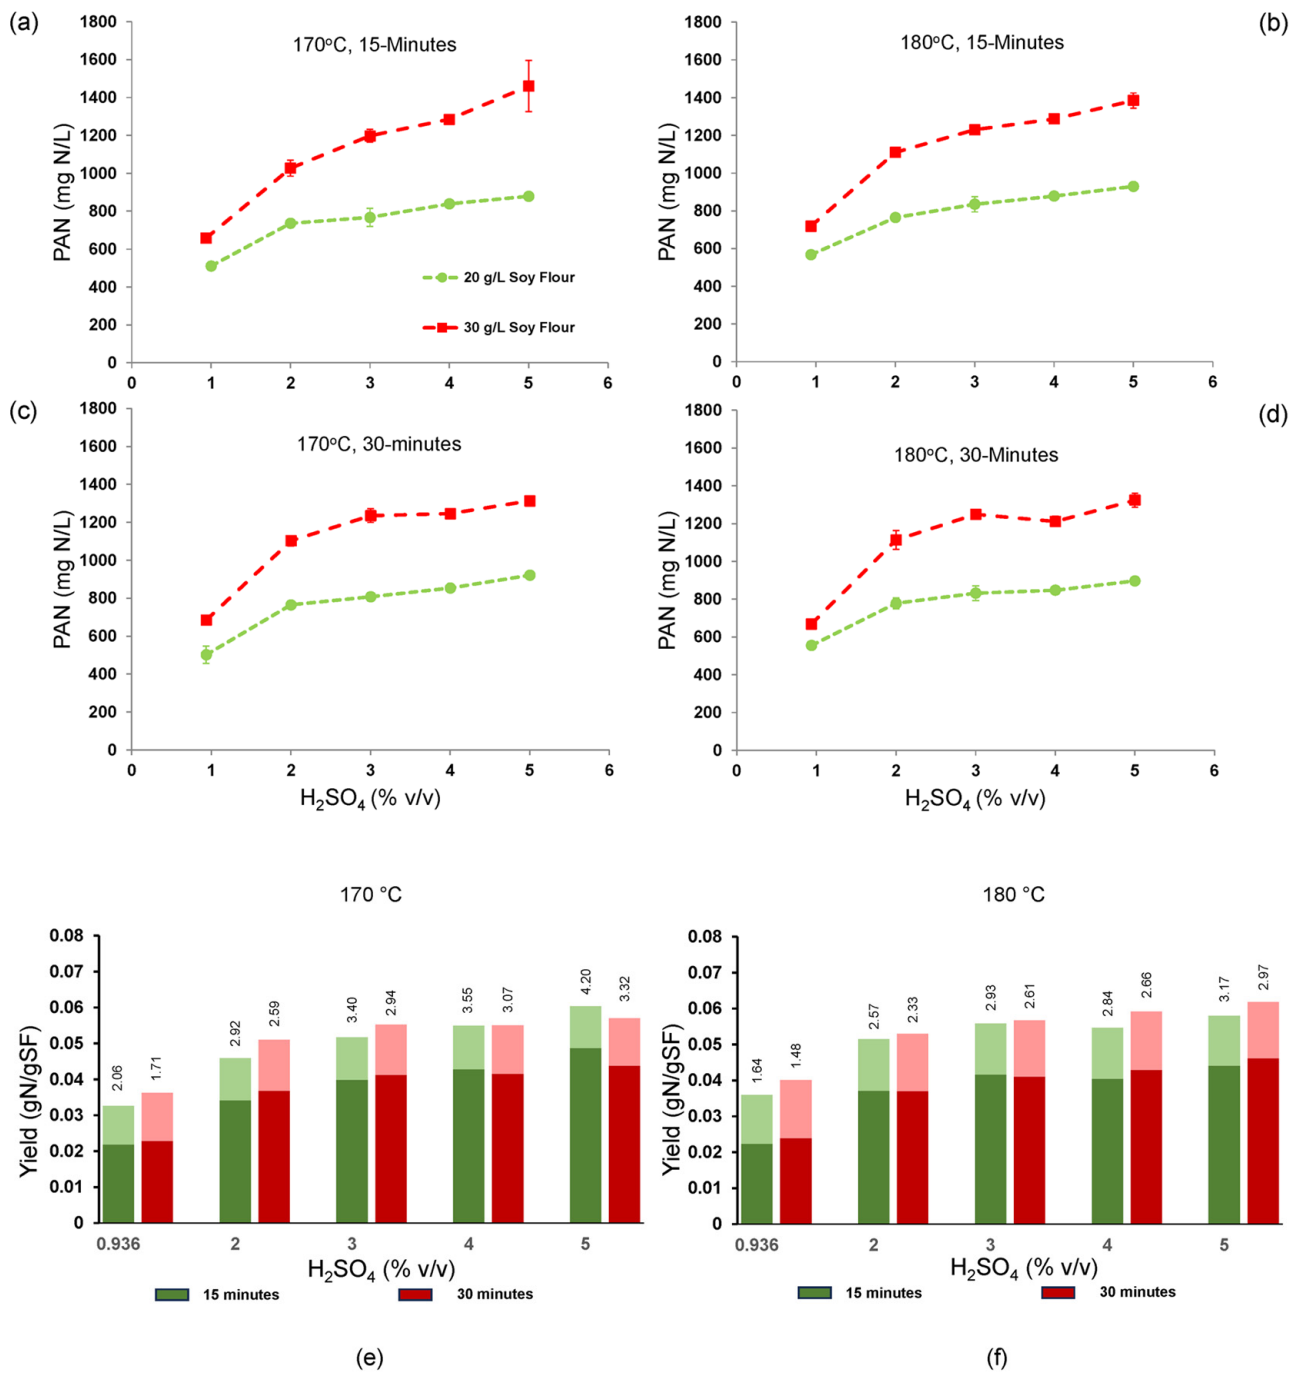 (a)
170°C, 15-Minutes
1800
1600
1400
1200
1000
800
600
400
200
0
PAN (mg N/L)
20 g/L Soy Flour
30 g/L Soy Flour
0 1 2 3 4 5 6
(b)
180°C, 15-Minutes
1800
1600
1400
1200
1000
800
600
400
200
0
PAN (mg N/L)
0 1 2 3 4 5 6
(c)
170°C, 30-minutes
1800
1600
1400
1200
1000
800
600
400
200
0
PAN (mg N/L)
0 1 2 3 4 5 6
H₂SO₄ (% v/v)
(d)
180°C, 30-Minutes
1800
1600
1400
1200
1000
800
600
400
200
0
PAN (mg N/L)
0 1 2 3 4 5 6
H₂SO₄ (% v/v)
170 °C
0.08
0.07
0.06
0.05
0.04
0.03
0.02
0.01
0
Yield (gN/gSF)
2.06 1.71 2.92 2.59 3.40 2.94 3.55 3.07 4.20 3.32
0.936 2 3 4 5
H₂SO₄ (% v/v)
15 minutes 30 minutes
(e)
180 °C
0.08
0.07
0.06
0.05
0.04
0.03
0.02
0.01
0
Yield (gN/gSF)
1.64 1.48 2.57 2.33 2.93 2.61 2.84 2.66 3.17 2.97
0.936 2 3 4 5
H₂SO₄ (% v/v)
15 minutes 30 minutes
(f)